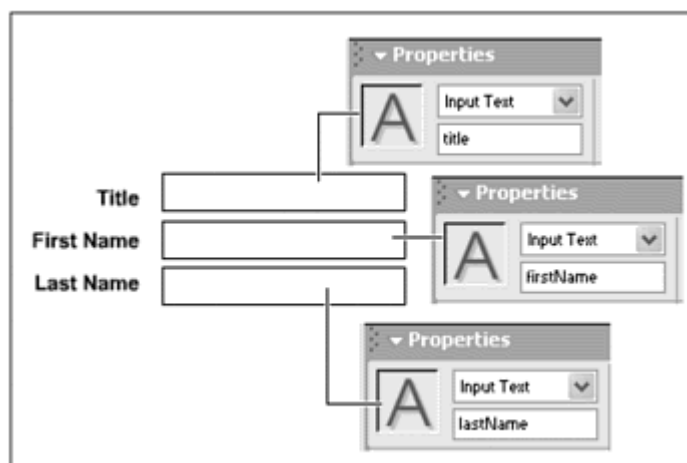 Properties
A
Input Text
title
Title
Properties
First Name
A
Input Text
firstName
Last Name
Properties
A
Input Text
lastName